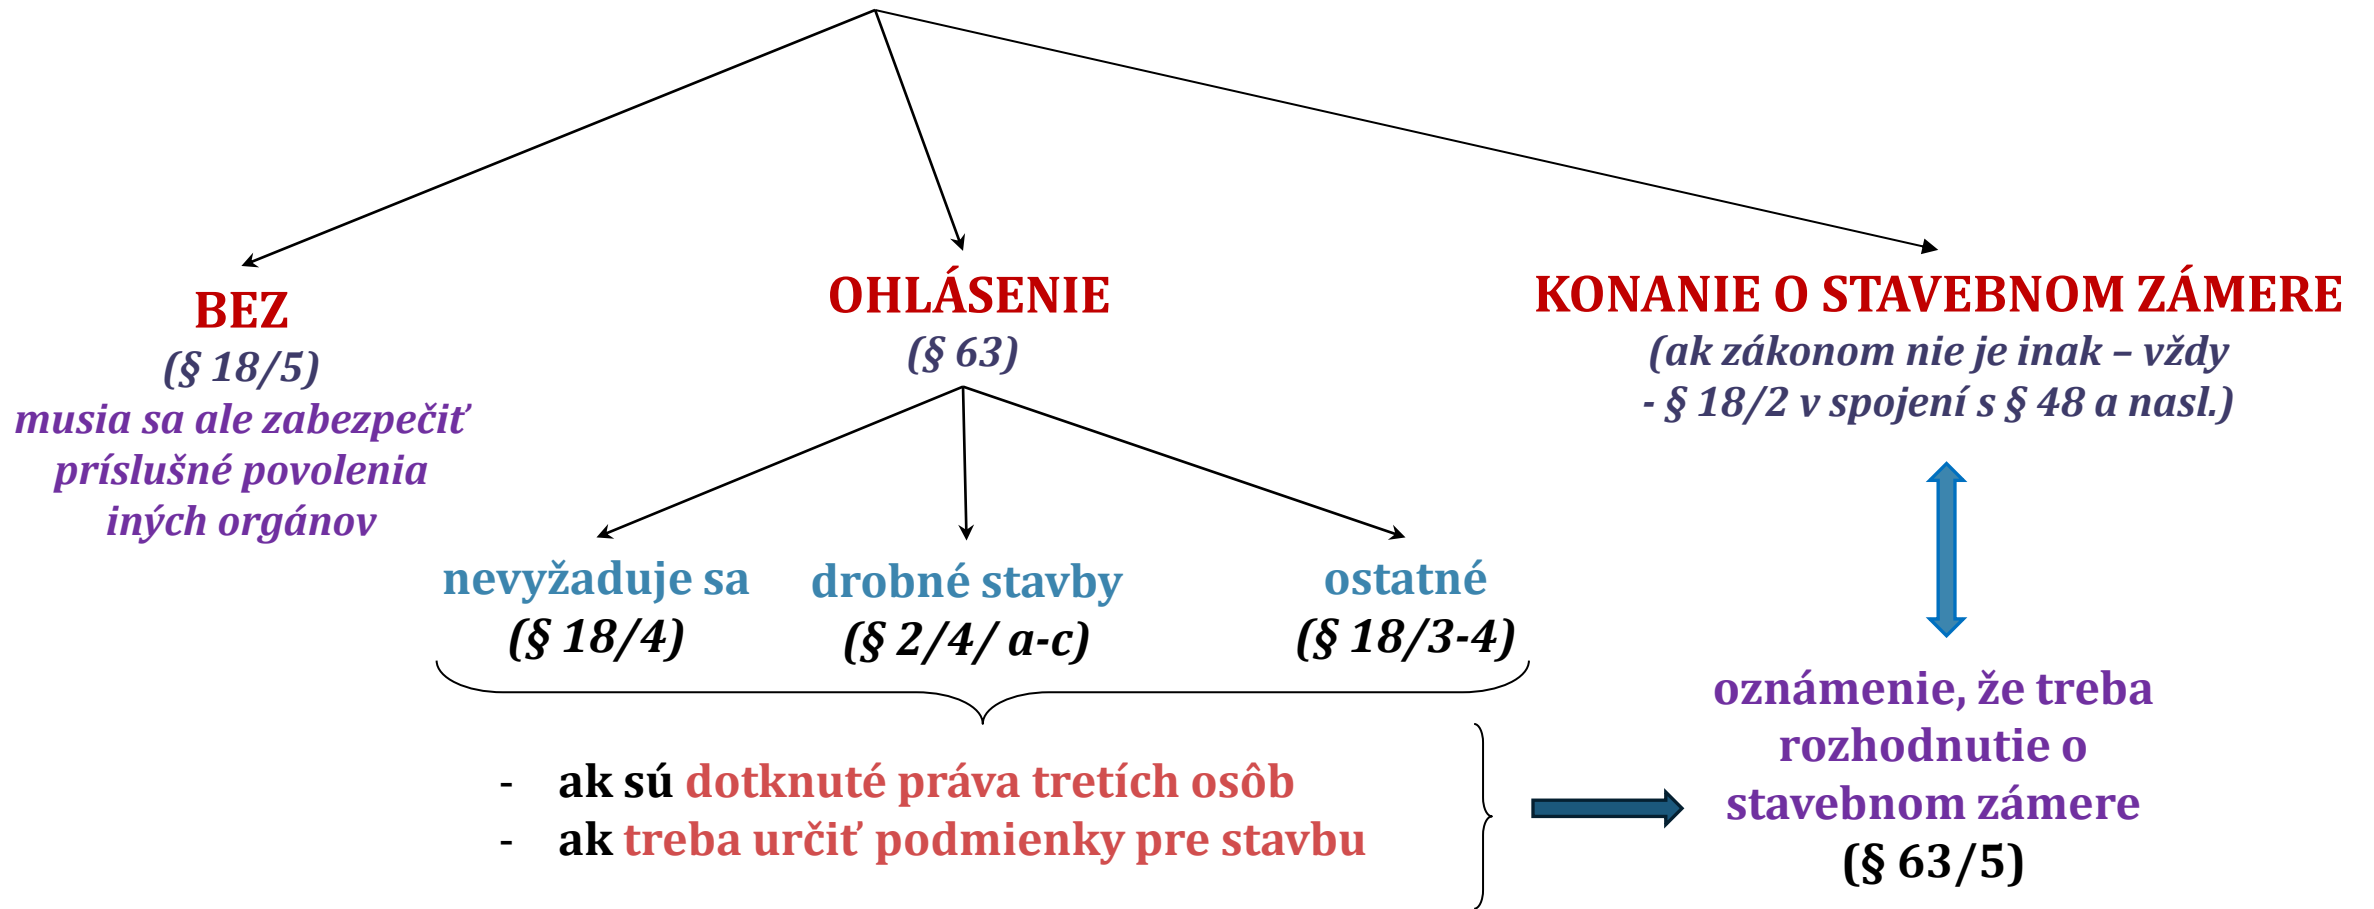 BEZ
(§ 18/5)
musia sa ale zabezpečiť
príslušné povolenia
iných orgánov
OHLÁSENIE
(§ 63)
KONANIE O STAVEBNOM ZÁMERE
(ak zákonom nie je inak – vždy
- § 18/2 v spojení s § 48 a nasl.)
nevyžaduje sa
(§ 18/4)
drobné stavby
(§ 2/4/ a-c)
ostatné
(§ 18/3-4)
- ak sú dotknuté práva tretích osôb
- ak treba určiť podmienky pre stavbu
oznámenie, že treba
rozhodnutie o
stavebnom zámere
(§ 63/5)